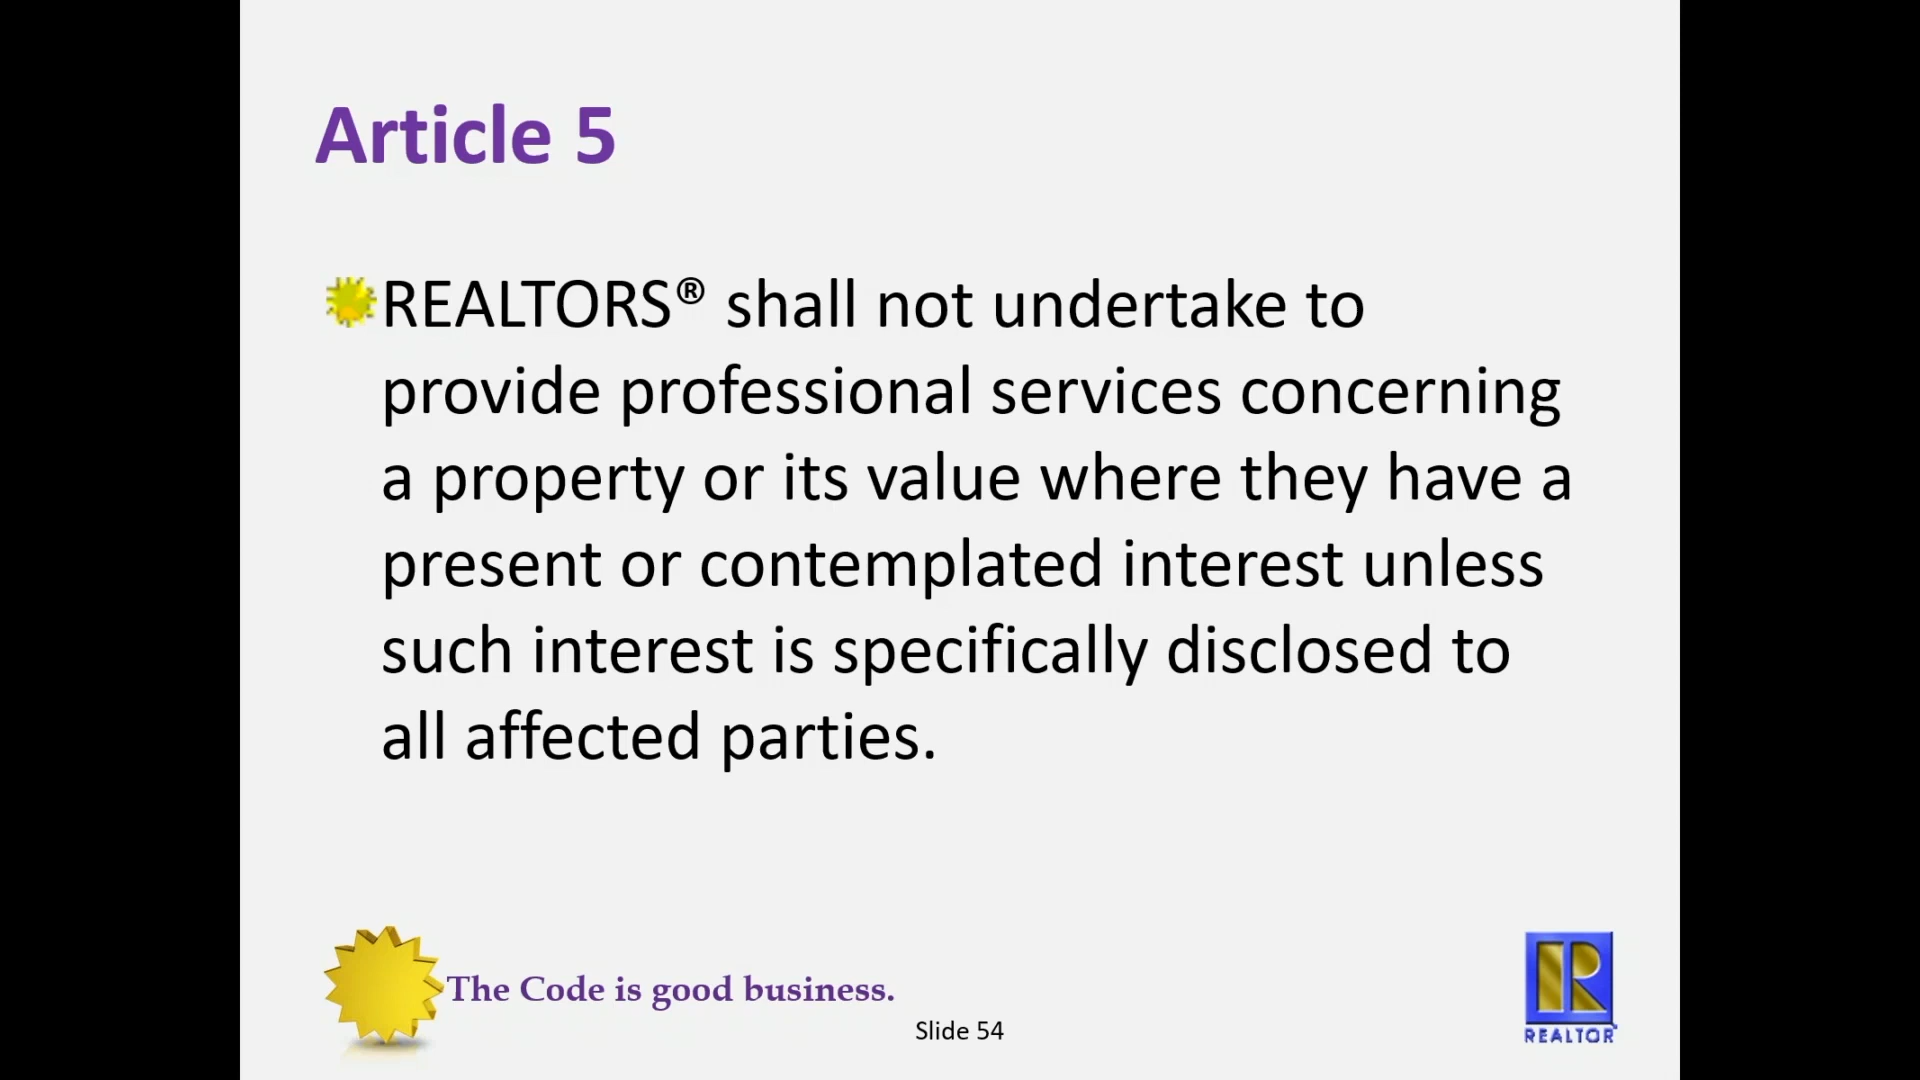 Article 5
REALTORS® shall not undertake to
provide professional services concerning
a property or its value where they have a
present or contemplated interest unless
such interest is specifically disclosed to
all affected parties.
The Code is good business.
Slide 54
R
REALTOR